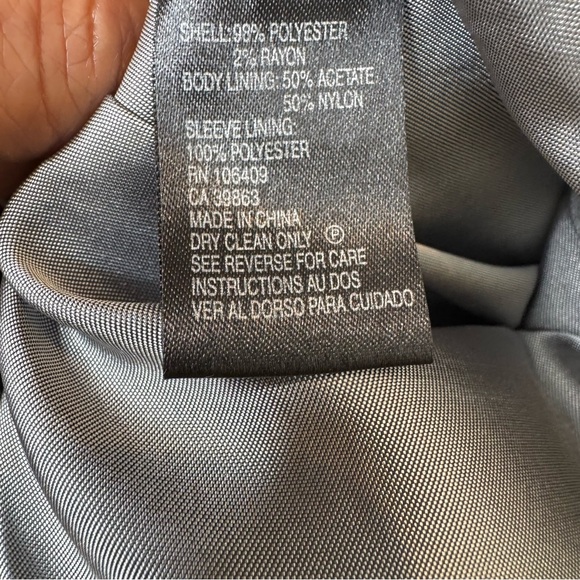 SHELL: 98% POLYESTER
2% RAYON
BODY LINING: 50% ACETATE
50% NYLON
SLEEVE LINING:
100% POLYESTER
RN 106409
CA 39863
MADE IN CHINA
DRY CLEAN ONLY Ⓟ
SEE REVERSE FOR CARE
INSTRUCTIONS AU DOS
VER AL DORSO PARA CUIDADO